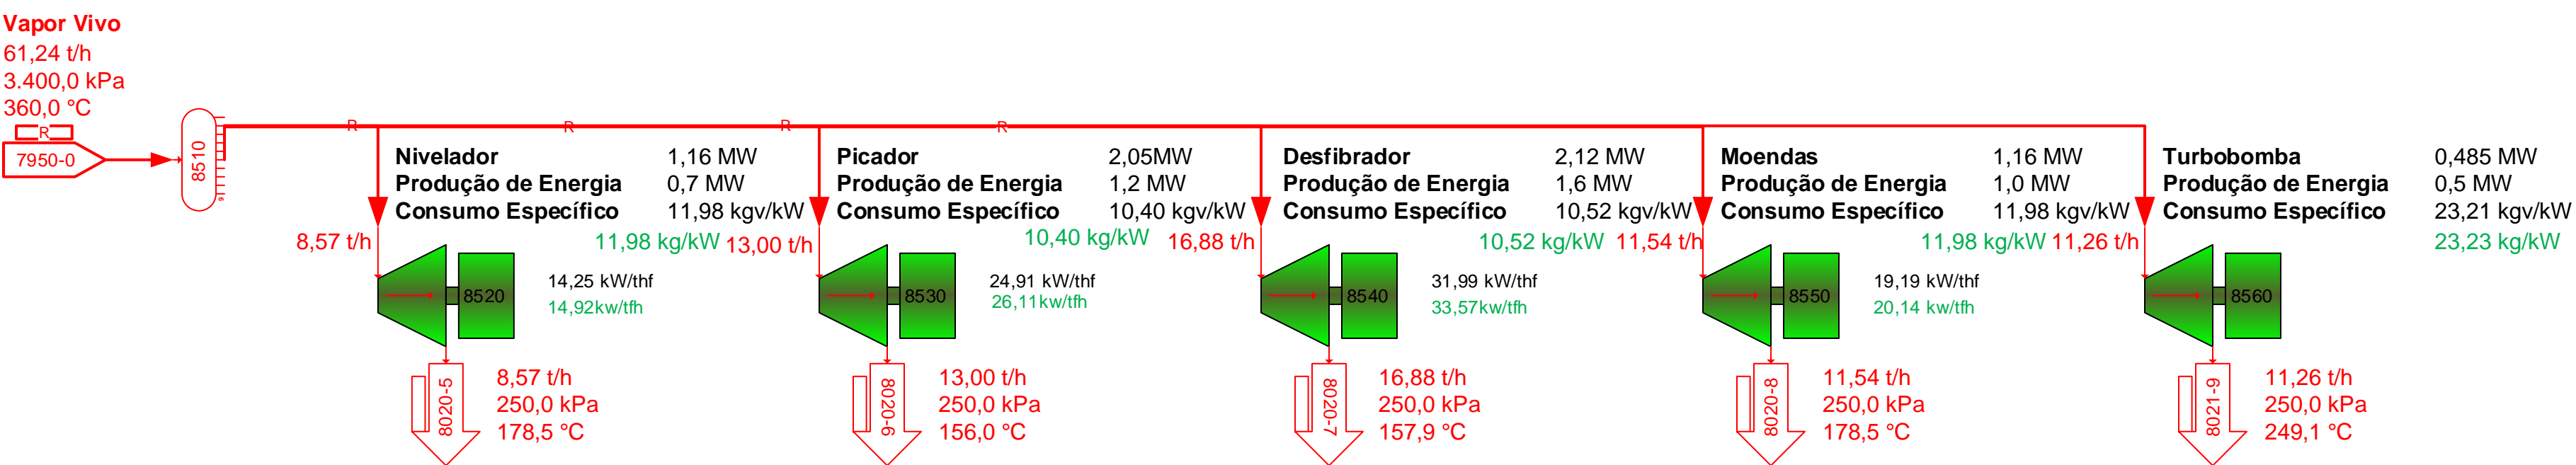 Vapor Vivo
61,24 t/h
3.400,0 kPa
360,0 °C
R
7950-0
8510
9
R
R
R
R
Nivelador 1,16 MW
Produção de Energia 0,7 MW
Consumo Específico 11,98 kgv/kW
8,57 t/h
11,98 kg/kW
8520
14,25 kW/thf
14,92kw/tfh
8020-5
8,57 t/h
250,0 kPa
178,5 °C
Picador 2,05MW
Produção de Energia 1,2 MW
Consumo Específico 10,40 kgv/kW
13,00 t/h
10,40 kg/kW
8530
24,91 kW/thf
26,11kw/tfh
8020-6
13,00 t/h
250,0 kPa
156,0 °C
Desfibrador 2,12 MW
Produção de Energia 1,6 MW
Consumo Específico 10,52 kgv/kW
16,88 t/h
10,52 kg/kW
8540
31,99 kW/thf
33,57kw/tfh
8020-7
16,88 t/h
250,0 kPa
157,9 °C
Moendas 1,16 MW
Produção de Energia 1,0 MW
Consumo Específico 11,98 kgv/kW
11,54 t/h
11,98 kg/kW
8550
19,19 kW/thf
20,14 kw/tfh
8020-8
11,54 t/h
250,0 kPa
178,5 °C
Turbobomba 0,485 MW
Produção de Energia 0,5 MW
Consumo Específico 23,21 kgv/kW
11,26 t/h
23,23 kg/kW
8560
8021-9
11,26 t/h
250,0 kPa
249,1 °C